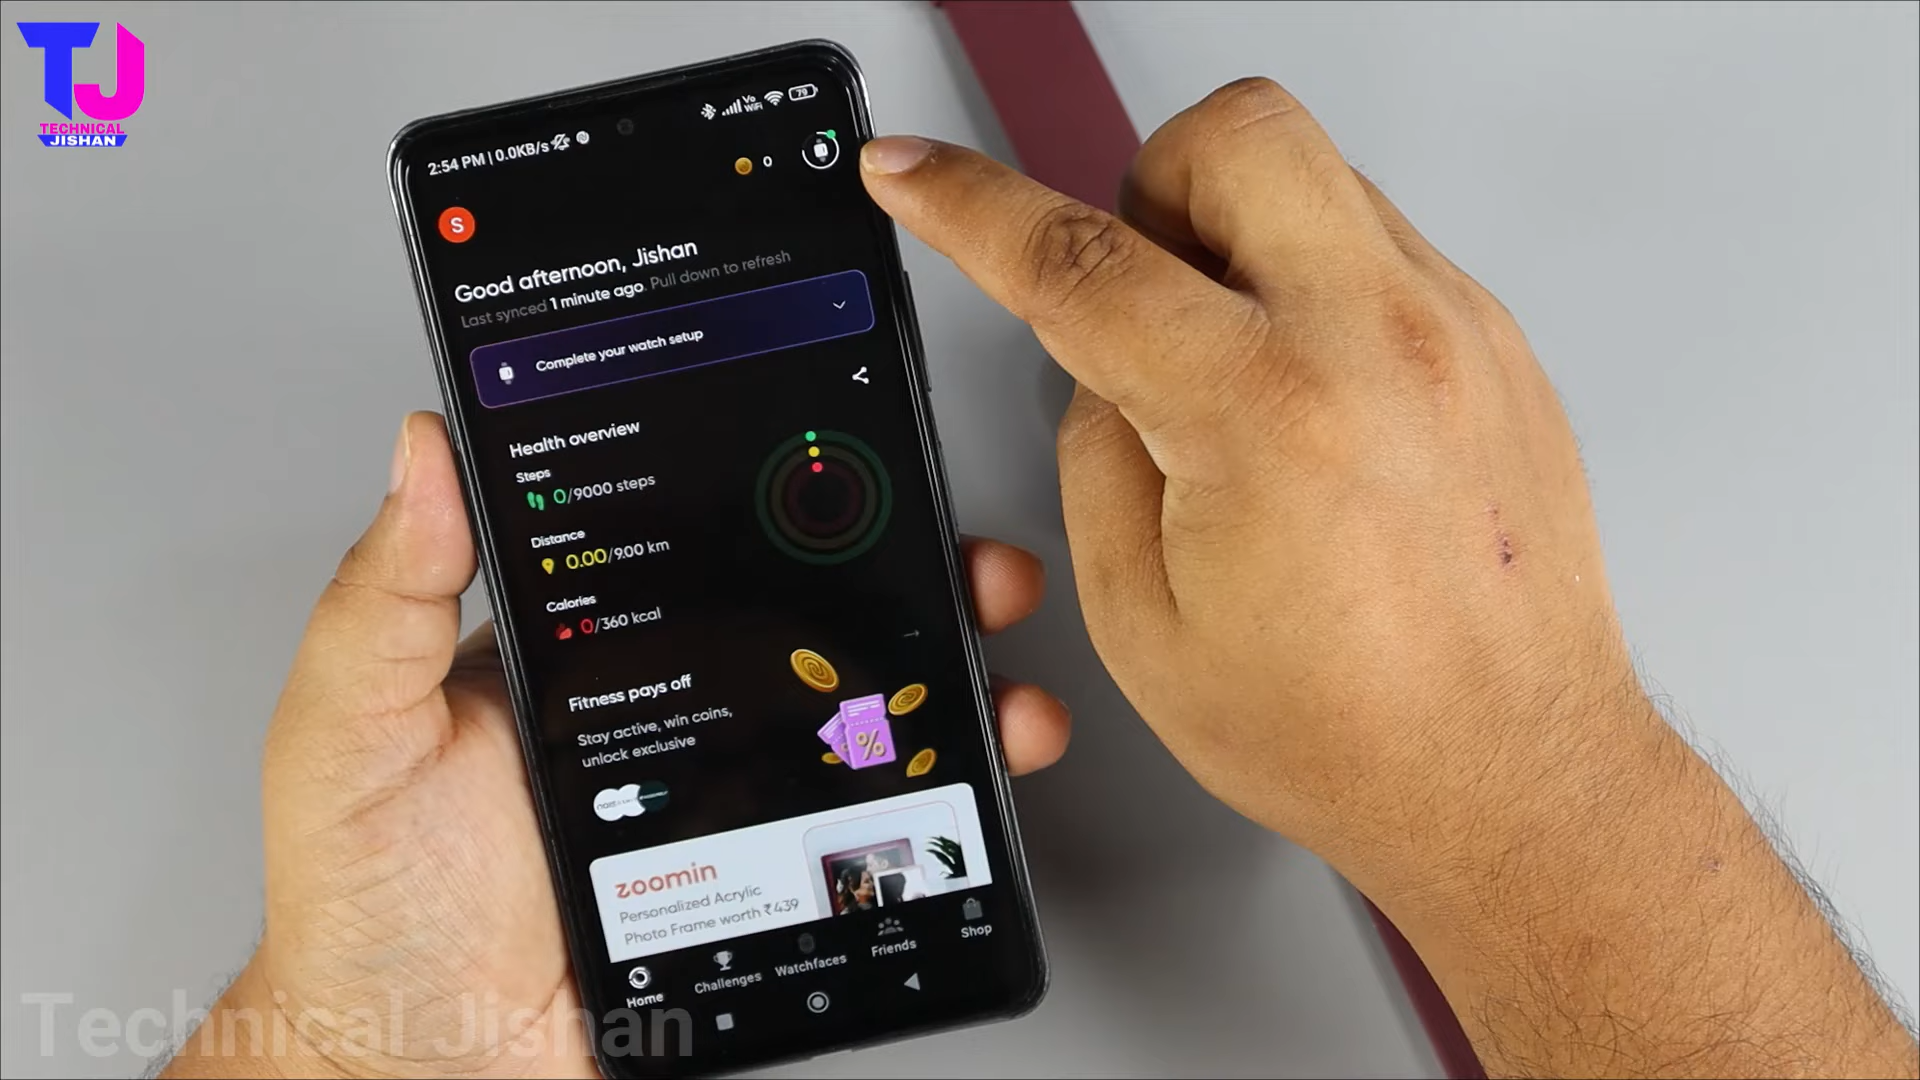 TJ
TECHNICAL
JISHAN
2:54 PM | 0.0KB/s
Vo
WiFi
79
0
S
Good afternoon, Jishan
Last synced 1 minute ago. Pull down to refresh
Complete your watch setup
Health overview
Steps
0/9000 steps
Distance
0.00/9.00 km
Calories
0/360 kcal
Fitness pays off
Stay active, win coins,
unlock exclusive
%
zoomin
Personalized Acrylic
Photo Frame worth ₹439
Home
Challenges
Watchfaces
Friends
Shop
Technical Jishan